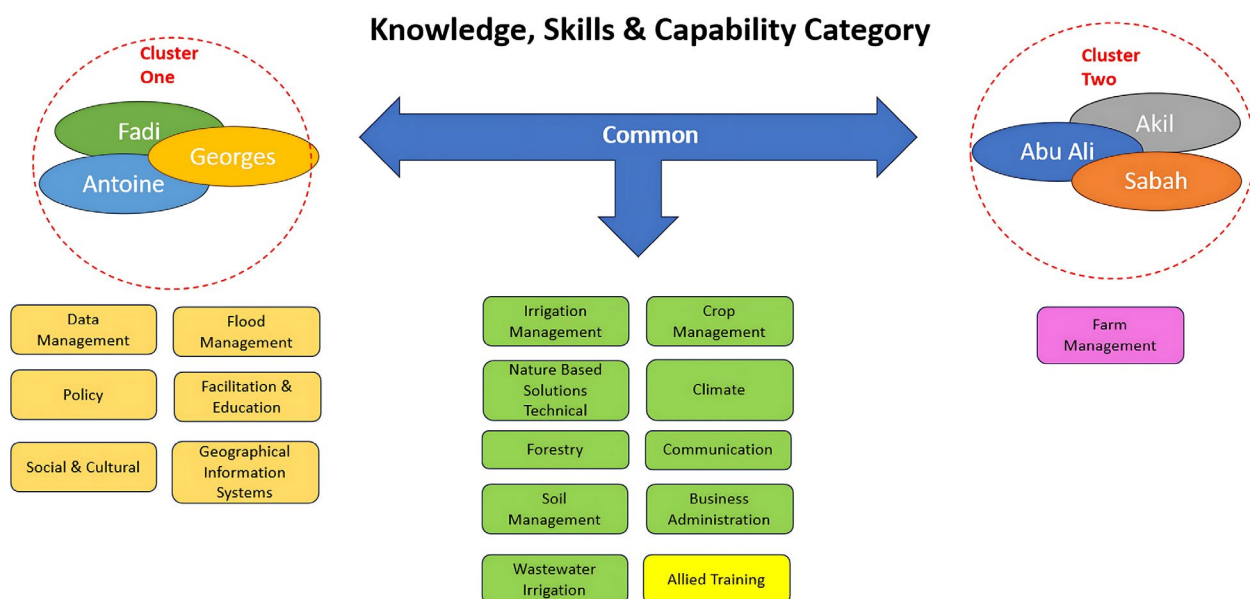 Knowledge, Skills & Capability Category
Cluster
One
Fadi
Georges
Antoine
Common
Cluster
Two
Akil
Abu Ali
Sabah
Data
Management
Flood
Management
Policy
Facilitation &
Education
Social & Cultural
Geographical
Information
Systems
Irrigation
Management
Crop
Management
Nature Based
Solutions
Technical
Climate
Forestry
Communication
Soil
Management
Business
Administration
Wastewater
Irrigation
Allied Training
Farm
Management